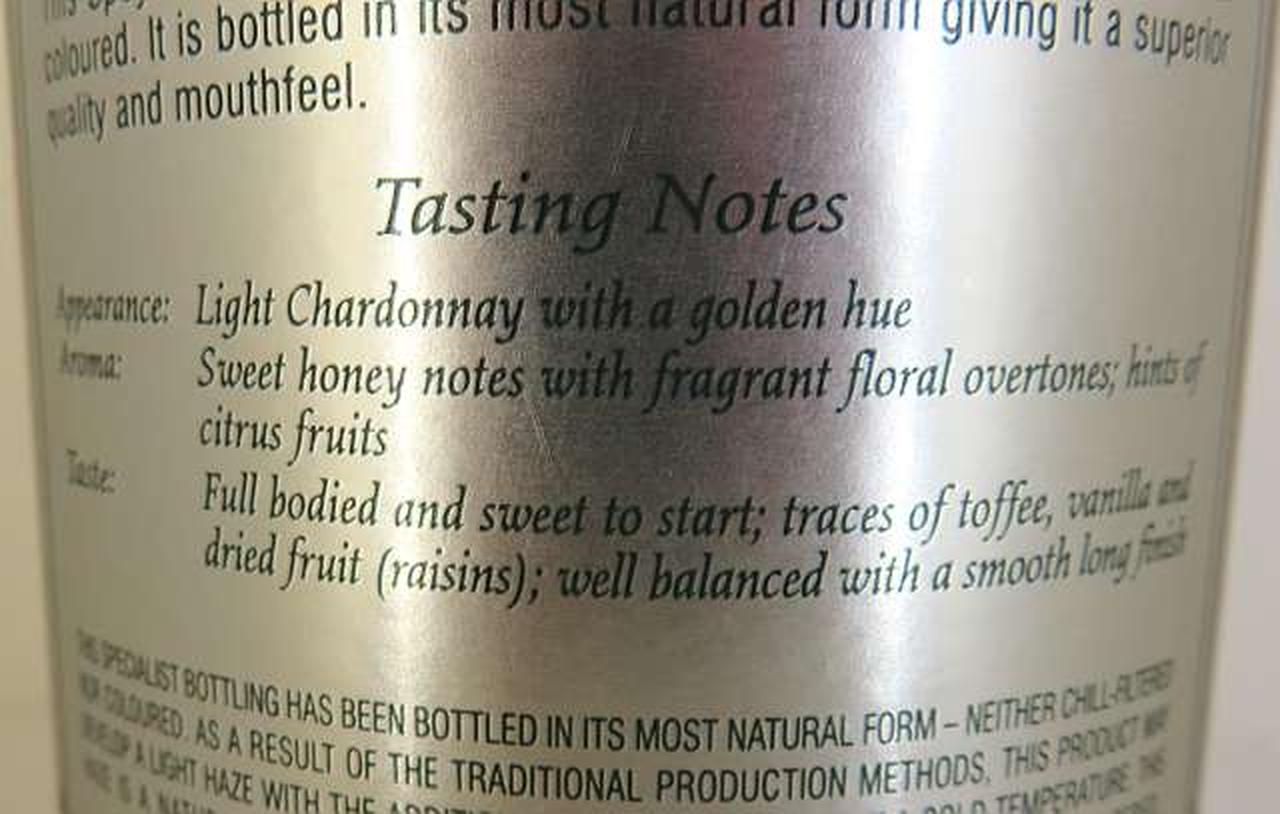 coloured. It is bottled in its most natural form giving it a superior
quality and mouthfeel.
Tasting Notes
Appearance: Light Chardonnay with a golden hue
Aroma: Sweet honey notes with fragrant floral overtones; hints of
citrus fruits
Taste: Full bodied and sweet to start; traces of toffee, vanilla and
dried fruit (raisins); well balanced with a smooth long finish
THIS SPECIALIST BOTTLING HAS BEEN BOTTLED IN ITS MOST NATURAL FORM – NEITHER CHILL-FILTERED
NOR COLOURED. AS A RESULT OF THE TRADITIONAL PRODUCTION METHODS, THIS PRODUCT MAY
DEVELOP A LIGHT HAZE WITH THE TEMPERATURE. THE